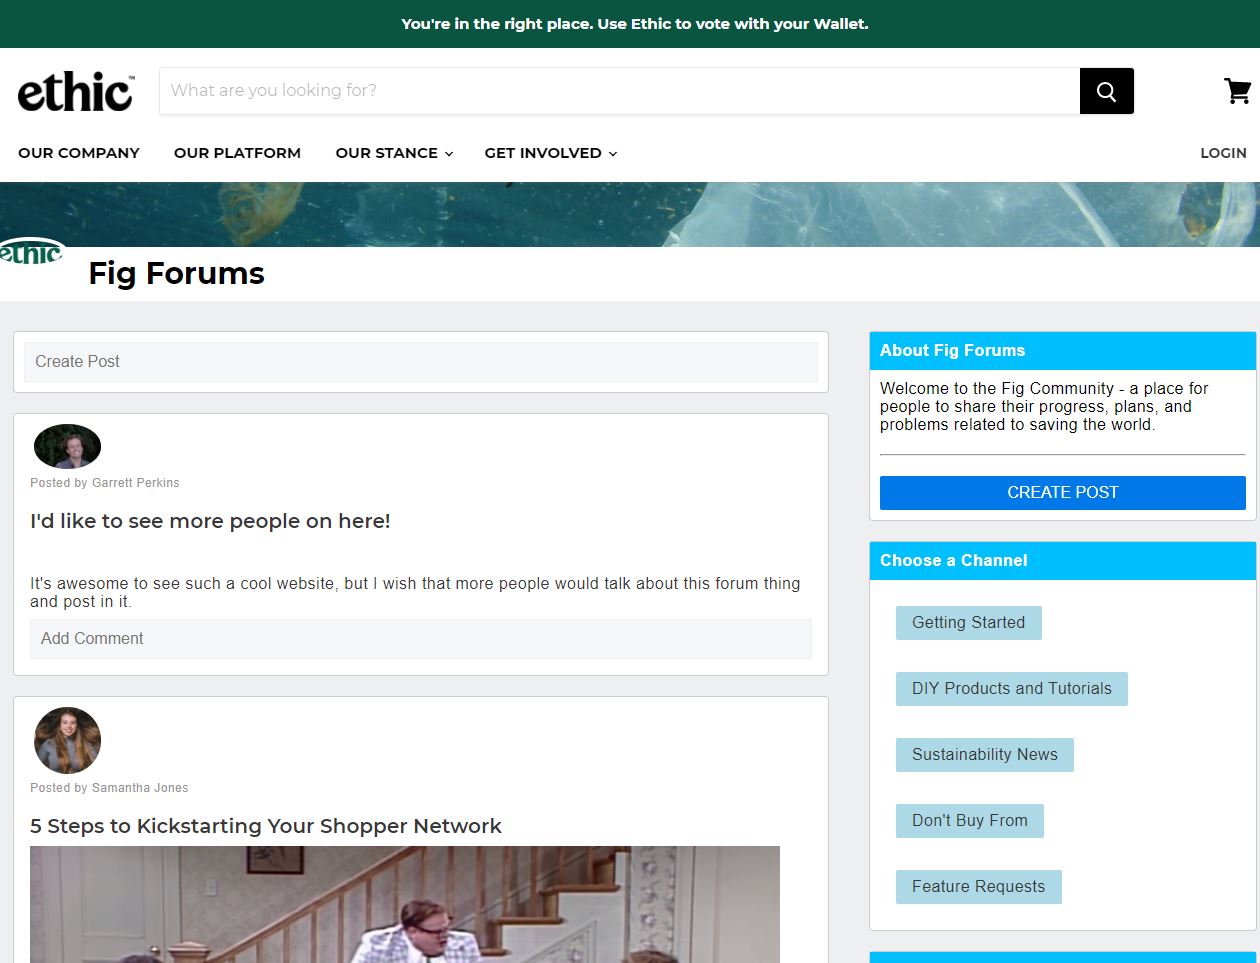 You're in the right place. Use Ethic to vote with your Wallet.
ethic™
What are you looking for?
OUR COMPANY
OUR PLATFORM
OUR STANCE
GET INVOLVED
LOGIN
ethic
Fig Forums
Create Post
Posted by Garrett Perkins
I'd like to see more people on here!
It's awesome to see such a cool website, but I wish that more people would talk about this forum thing
and post in it.
Add Comment
Posted by Samantha Jones
5 Steps to Kickstarting Your Shopper Network
About Fig Forums
Welcome to the Fig Community - a place for
people to share their progress, plans, and
problems related to saving the world.
CREATE POST
Choose a Channel
Getting Started
DIY Products and Tutorials
Sustainability News
Don't Buy From
Feature Requests